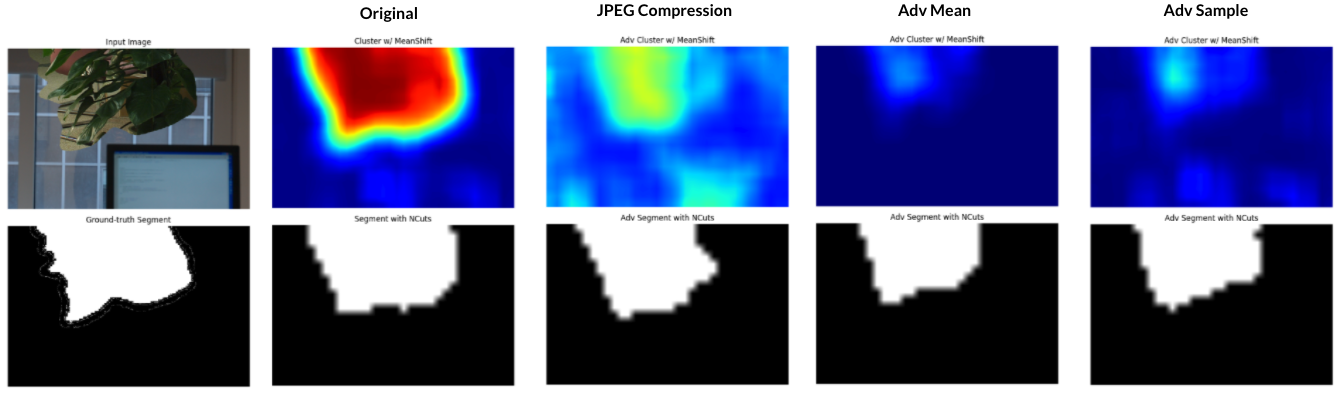 Original
JPEG Compression
Adv Mean
Adv Sample
Input Image
Cluster w/ MeanShift
Adv Cluster w/ MeanShift
Adv Cluster w/ MeanShift
Adv Cluster w/ MeanShift
Ground-truth Segment
Segment with NCuts
Adv Segment with NCuts
Adv Segment with NCuts
Adv Segment with NCuts